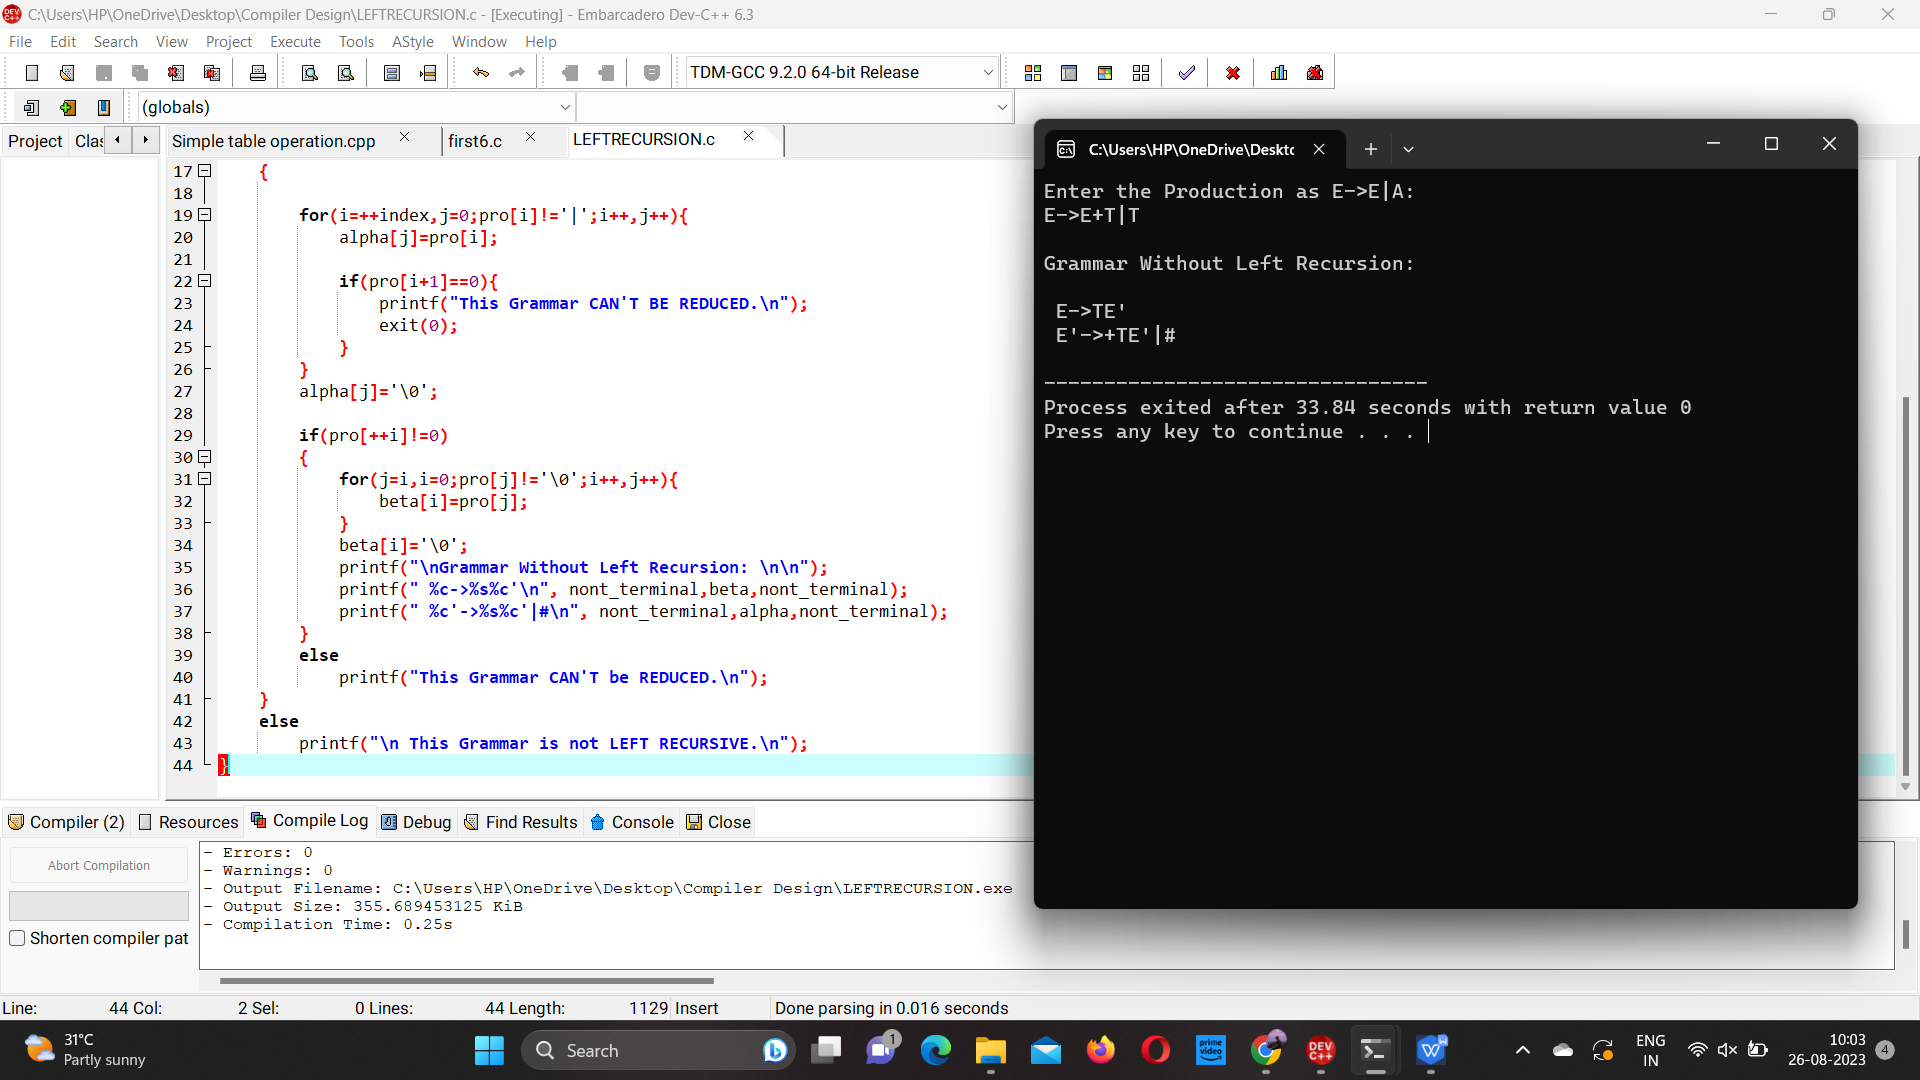 C:\Users\HP\OneDrive\Desktop\Compiler Design\LEFTRECURSION.c - [Executing] - Embarcadero Dev-C++ 6.3
File Edit Search View Project Execute Tools AStyle Window Help
TDM-GCC 9.2.0 64-bit Release
(globals)
Project Clas Simple table operation.cpp first6.c LEFTRECURSION.c
17 {
18
19 for(i=++index,j=0;pro[i]!='|';i++,j++){
20 alpha[j]=pro[i];
21
22 if(pro[i+1]==0){
23 printf("This Grammar CAN'T BE REDUCED.\n");
24 exit(0);
25 }
26 }
27 alpha[j]='\0';
28
29 if(pro[++i]!=0)
30 {
31 for(j=i,i=0;pro[j]!='\0';i++,j++){
32 beta[i]=pro[j];
33 }
34 beta[i]='\0';
35 printf("\nGrammar Without Left Recursion: \n\n");
36 printf(" %c->%s%c'\n", nont_terminal,beta,nont_terminal);
37 printf(" %c'->%s%c'|#\n", nont_terminal,alpha,nont_terminal);
38 }
39 else
40 printf("This Grammar CAN'T be REDUCED.\n");
41 }
42 else
43 printf("\n This Grammar is not LEFT RECURSIVE.\n");
44 }
C:\Users\HP\OneDrive\Deskto
Enter the Production as E->E|A:
E->E+T|T
Grammar Without Left Recursion:
E->TE'
E'->+TE'|#
--------------------------------
Process exited after 33.84 seconds with return value 0
Press any key to continue . . .
Compiler (2) Resources Compile Log Debug Find Results Console Close
Abort Compilation
Shorten compiler pat
- Errors: 0
- Warnings: 0
- Output Filename: C:\Users\HP\OneDrive\Desktop\Compiler Design\LEFTRECURSION.exe
- Output Size: 355.689453125 KiB
- Compilation Time: 0.25s
Line: 44 Col: 2 Sel: 0 Lines: 44 Length: 1129 Insert Done parsing in 0.016 seconds
31°C
Partly sunny
Search
1
prime video
DEV C++
ENG
IN
10:03
26-08-2023
4